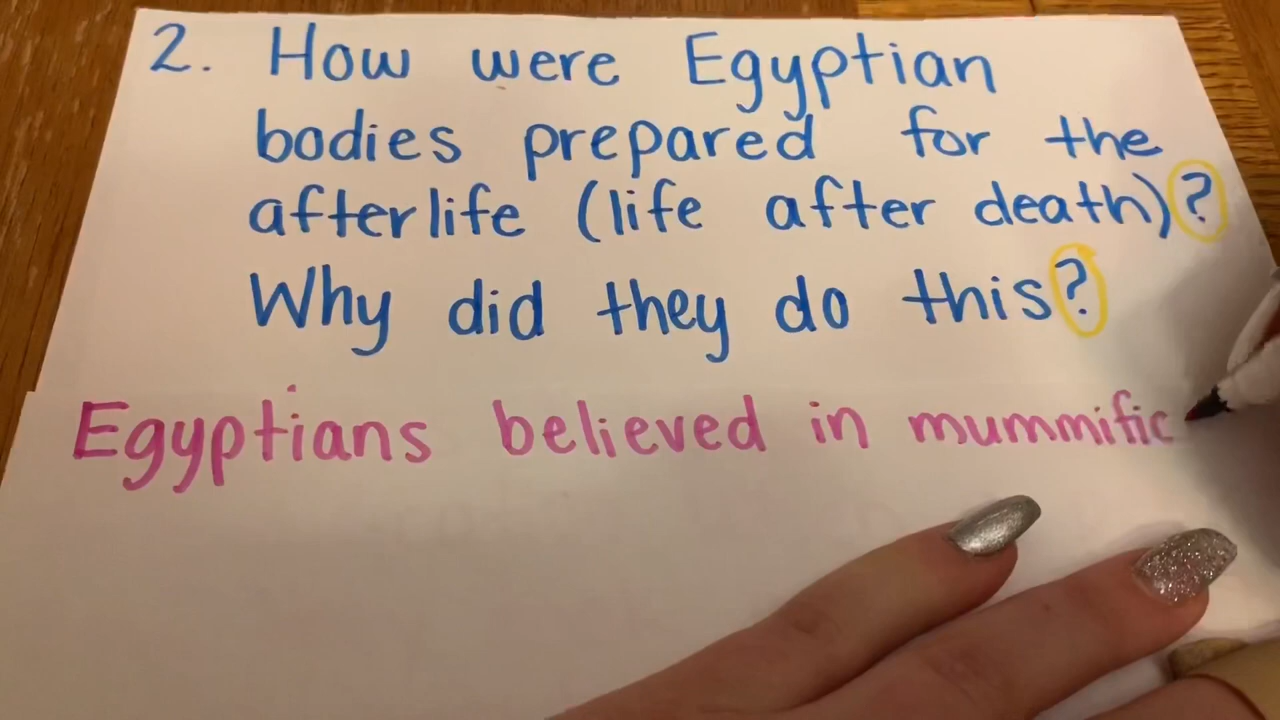 2. How were Egyptian
bodies prepared for the
afterlife (life after death)?
Why did they do this?
Egyptians believed in mummific